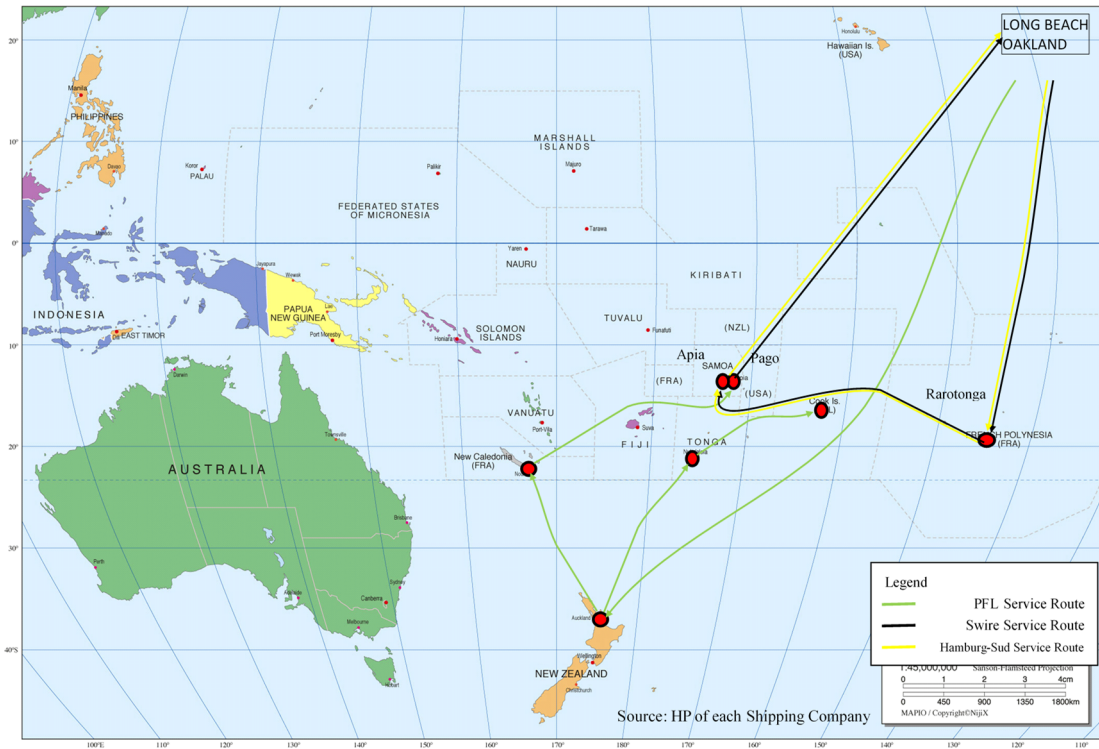 LONG BEACH
OAKLAND
Honolulu
Hawaiian Is.
(USA)
20°
Manila
PHILIPPINES
Davao
10°
Koror
PALAU
Palikir
FEDERATED STATES
OF MICRONESIA
MARSHALL
ISLANDS
Majuro
Tarawa
0°
Manado
Yaren
NAURU
KIRIBATI
Jayapura
Wewak
INDONESIA
PAPUA
NEW GUINEA
Lae
Port Moresby
EAST TIMOR
SOLOMON
ISLANDS
Honiara
TUVALU
Funafuti
(NZL)
10°
Darwin
Apia
Pago
SAMOA
(FRA)
(USA)
Cook Is.
Rarotonga
VANUATU
Port-Vila
Suva
FIJI
TONGA
FRENCH POLYNESIA
(FRA)
20°
Townsville
New Caledonia
(FRA)
AUSTRALIA
Brisbane
30°
Perth
Sydney
Adelaide
Canberra
Melbourne
Auckland
40°
Hobart
Wellington
NEW ZEALAND
Christchurch
Legend
PFL Service Route
Swire Service Route
Hamburg-Sud Service Route
1:45,000,000 Sanson-Hamsteed Projection
0 1 2 3 4cm
0 450 900 1350 1800km
MAPIO / Copyright©NijiX
Source: HP of each Shipping Company
100°E 110° 120° 130° 140° 150° 160° 170° 180° 170° 160° 150° 140° 130° 120° 110°